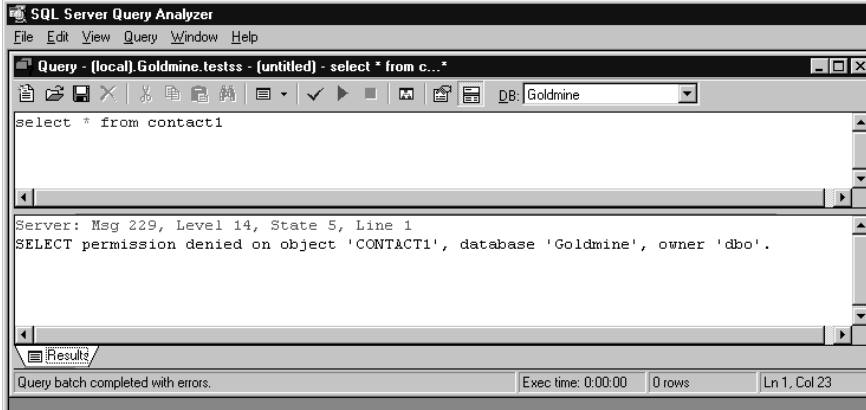 SQL Server Query Analyzer
File Edit View Query Window Help
Query - (local).Goldmine.testss - (untitled) - select * from c...*
DB: Goldmine
select * from contact1
Server: Msg 229, Level 14, State 5, Line 1
SELECT permission denied on object 'CONTACT1', database 'Goldmine', owner 'dbo'.
Results
Query batch completed with errors. Exec time: 0:00:00 0 rows Ln 1, Col 23